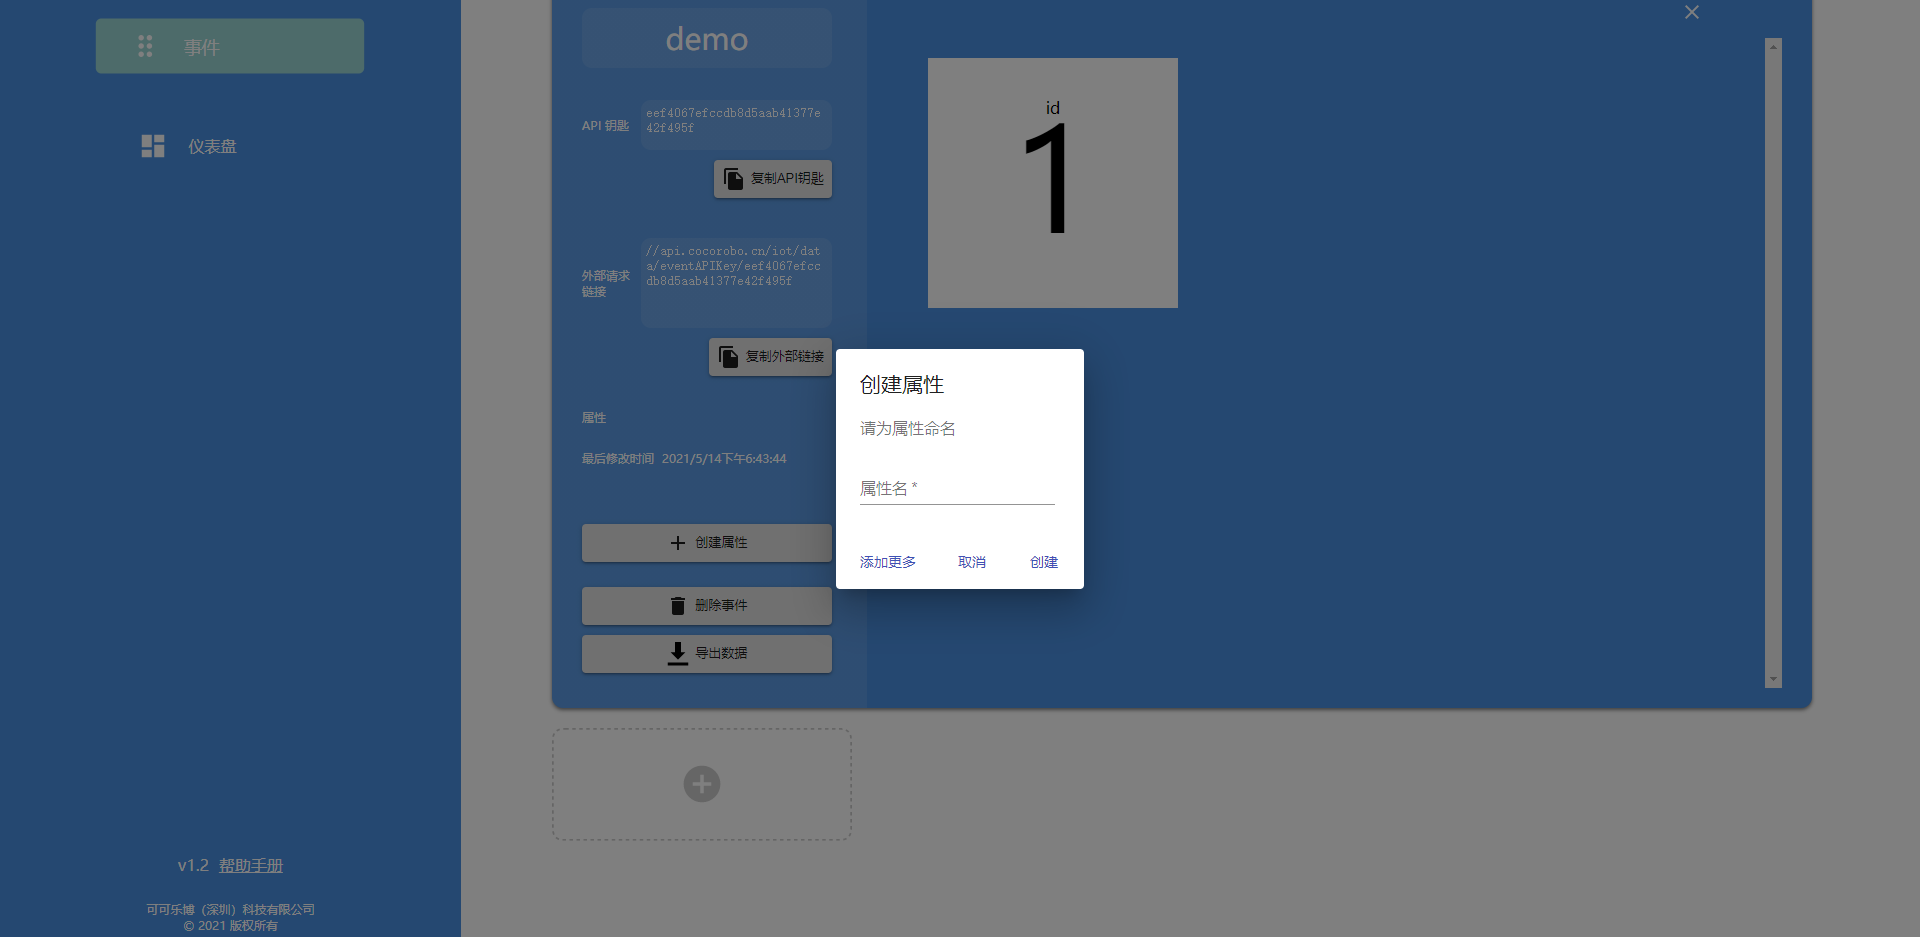 事件
仪表盘
v1.2 帮助手册
可可乐博（深圳）科技有限公司
© 2021 版权所有
demo
API 钥匙
eef4067efccdb8d5aab41377e
42f495f
复制API钥匙
外部请求
链接
//api.cocorobo.cn/iot/dat
a/eventAPIKey/eef4067efcc
db8d5aab41377e42f495f
复制外部链接
属性
最后修改时间 2021/5/14下午6:43:44
创建属性
删除事件
导出数据
id
1
创建属性
请为属性命名
属性名 *
添加更多 取消 创建